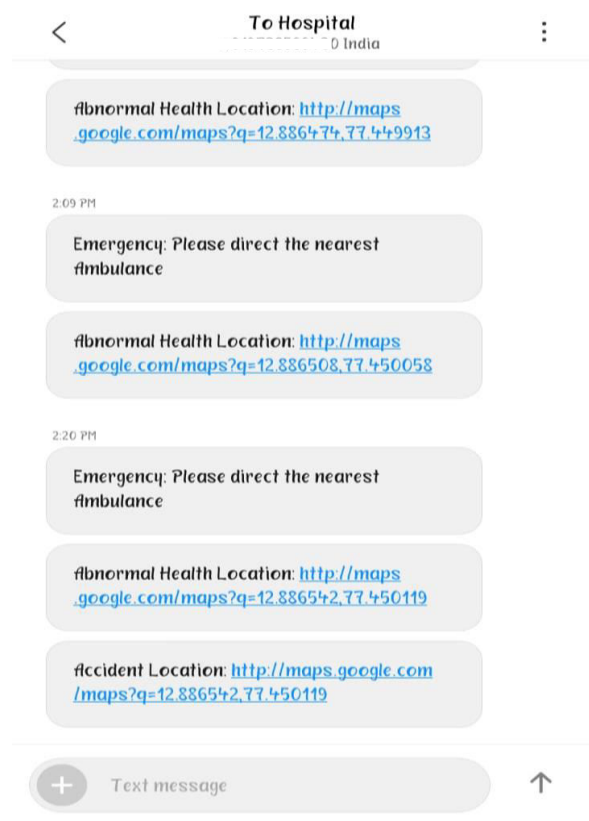 To Hospital
0 India
Abnormal Health Location: http://maps
.google.com/maps?q=12.886474,77.449913
2:09 PM
Emergency: Please direct the nearest
Ambulance
Abnormal Health Location: http://maps
.google.com/maps?q=12.886508,77.450058
2:20 PM
Emergency: Please direct the nearest
Ambulance
Abnormal Health Location: http://maps
.google.com/maps?q=12.886542,77.450119
Accident Location: http://maps.google.com
/maps?q=12.886542,77.450119
Text message